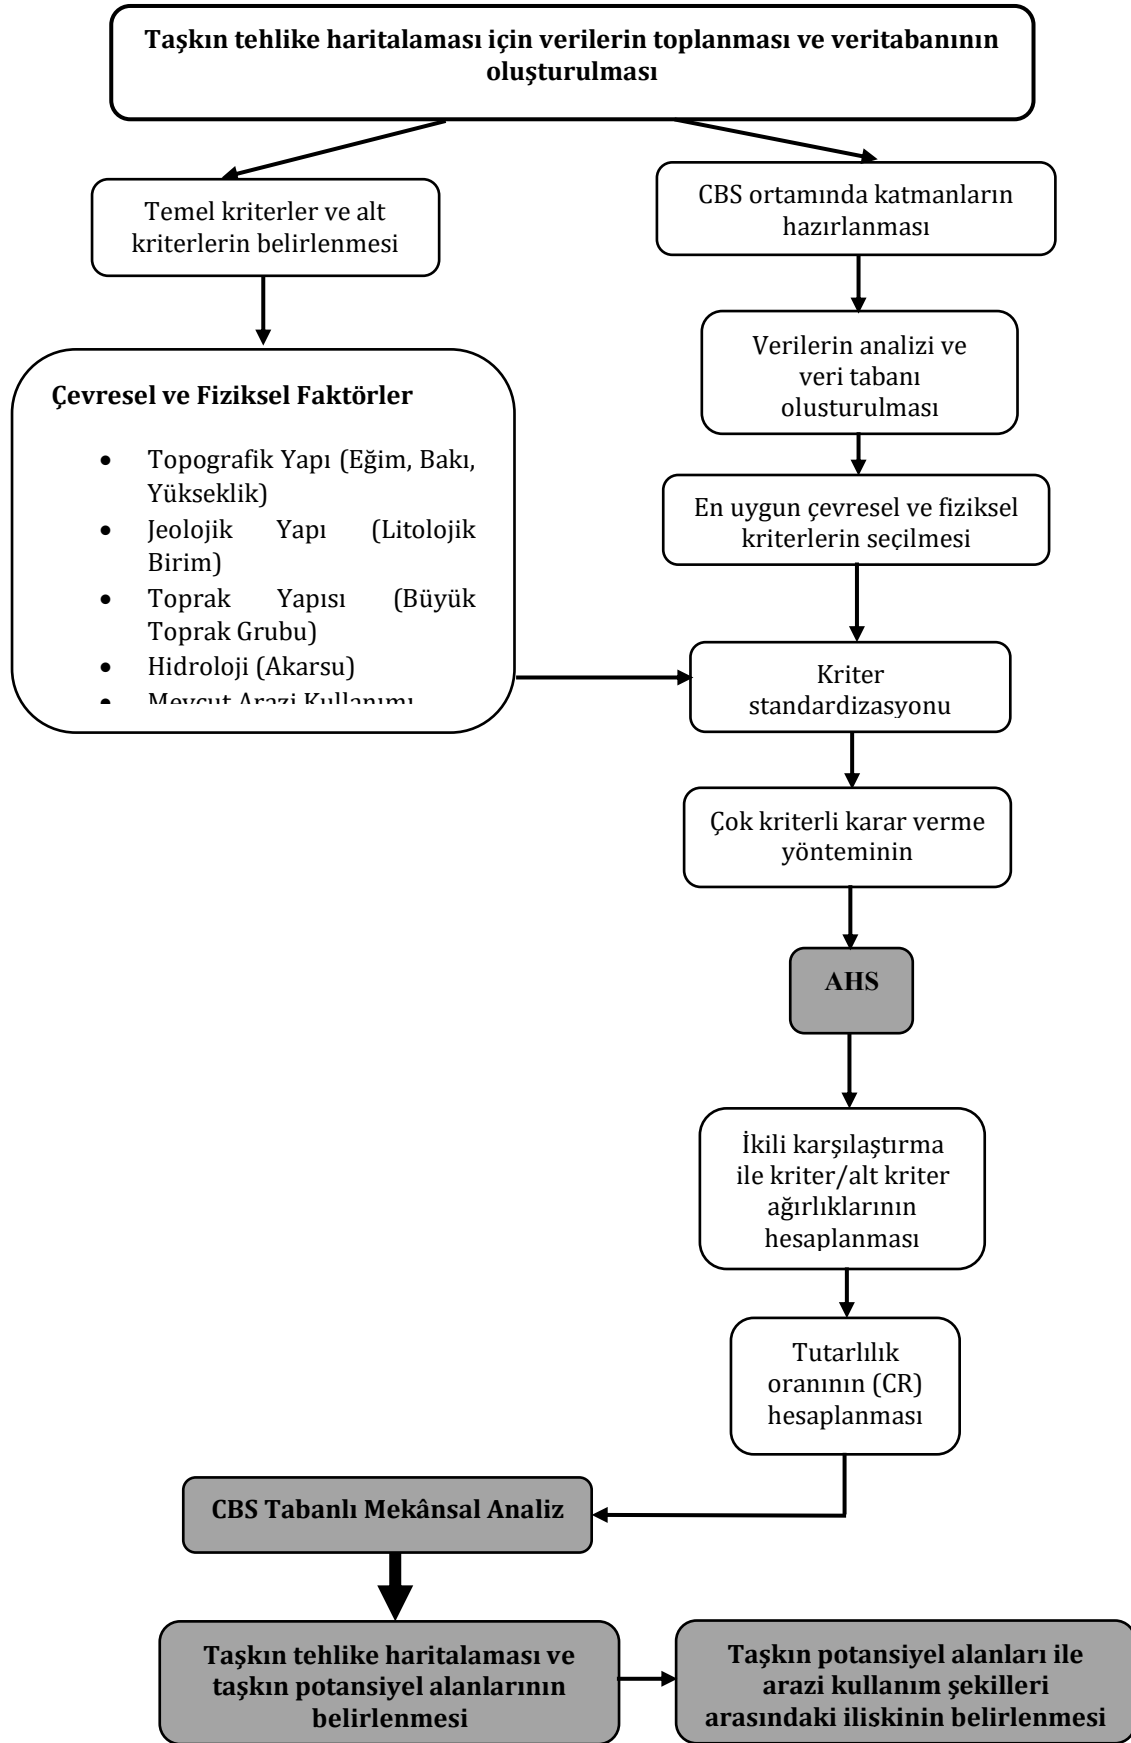 Taşkın tehlike haritalaması için verilerin toplanması ve veritabanının
oluşturulması
Temel kriterler ve alt
kriterlerin belirlenmesi
CBS ortamında katmanların
hazırlanması
Çevresel ve Fiziksel Faktörler
• Topografik Yapı (Eğim, Bakı,
Yükseklik)
• Jeolojik Yapı (Litolojik
Birim)
• Toprak Yapısı (Büyük
Toprak Grubu)
• Hidroloji (Akarsu)
• Mevcut Arazi Kullanımı
Verilerin analizi ve
veri tabanı
olusturulması
En uygun çevresel ve fiziksel
kriterlerin seçilmesi
Kriter
standardizasyonu
Çok kriterli karar verme
yönteminin
AHS
İkili karşılaştırma
ile kriter/alt kriter
ağırlıklarının
hesaplanması
Tutarlılık
oranının (CR)
hesaplanması
CBS Tabanlı Mekânsal Analiz
Taşkın tehlike haritalaması ve
taşkın potansiyel alanlarının
belirlenmesi
Taşkın potansiyel alanları ile
arazi kullanım şekilleri
arasındaki iliskinin belirlenmesi